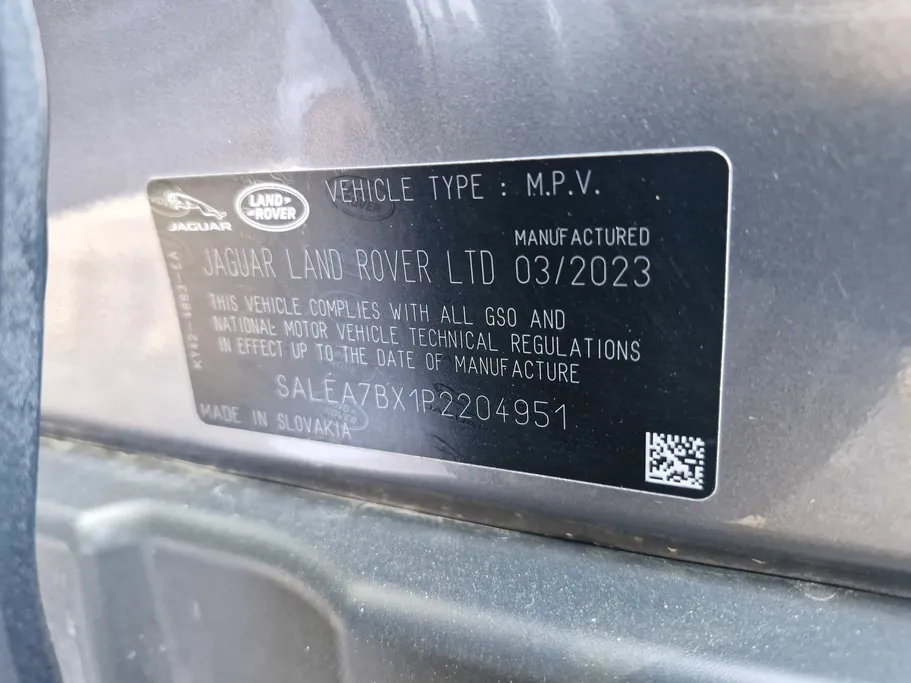 JAGUAR
LAND
ROVER
VEHICLE TYPE : M.P.V.
MANUFACTURED
JAGUAR LAND ROVER LTD 03/2023
THIS VEHICLE COMPLIES WITH ALL GSO AND
NATIONAL MOTOR VEHICLE TECHNICAL REGULATIONS
IN EFFECT UP TO THE DATE OF MANUFACTURE
SALEA7BX1P2204951
MADE IN SLOVAKIA